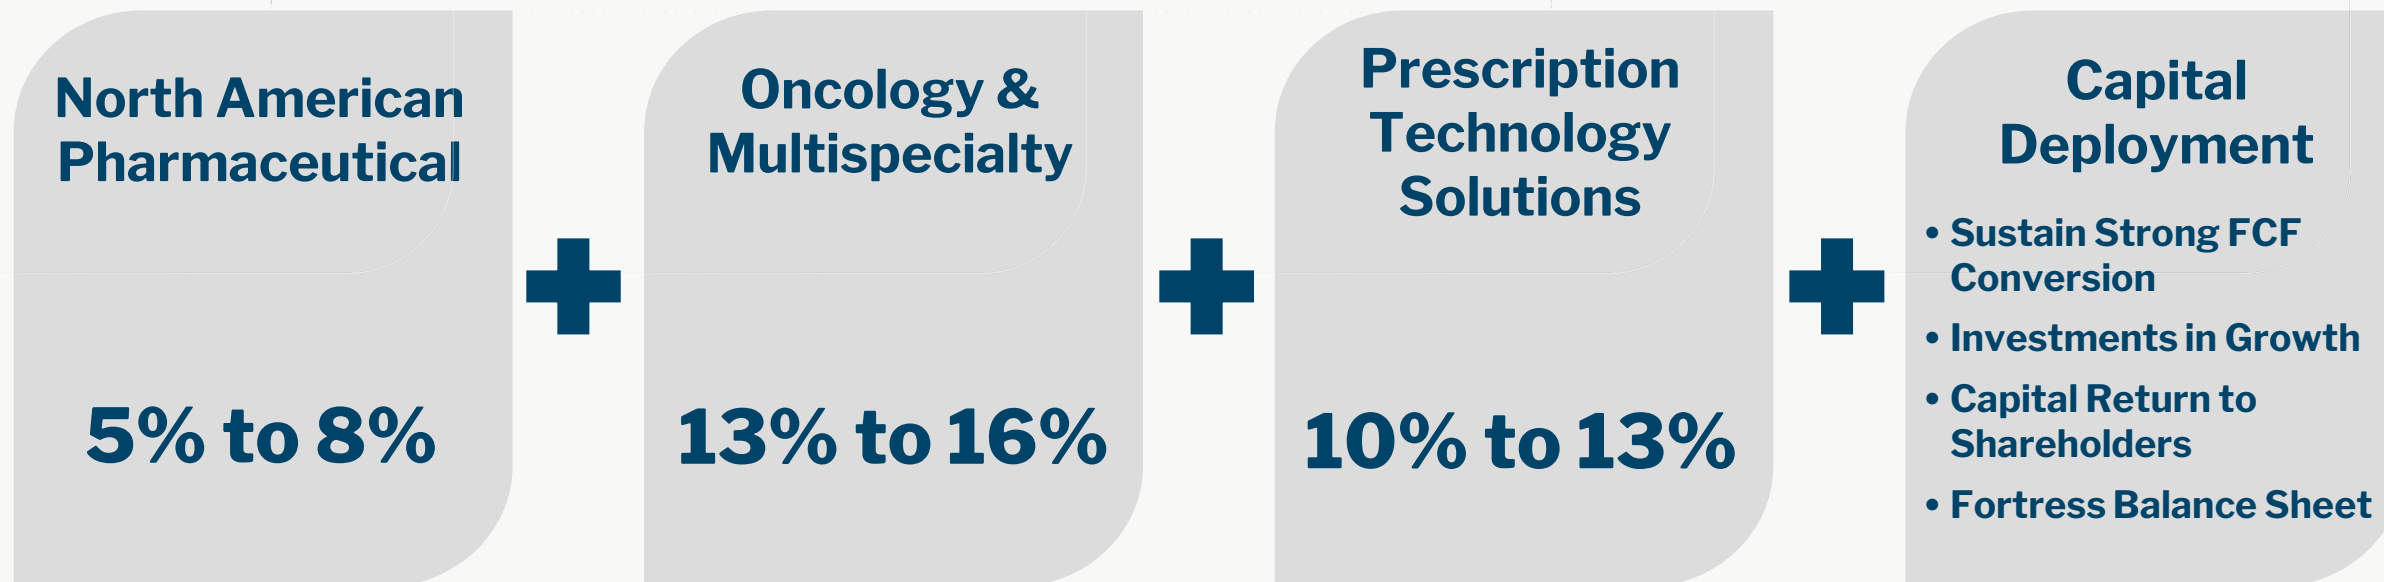 North American
Pharmaceutical
5% to 8%
Oncology &
Multispecialty
13% to 16%
Prescription
Technology
Solutions
10% to 13%
Capital
Deployment
• Sustain Strong FCF
Conversion
• Investments in Growth
• Capital Return to
Shareholders
• Fortress Balance Sheet